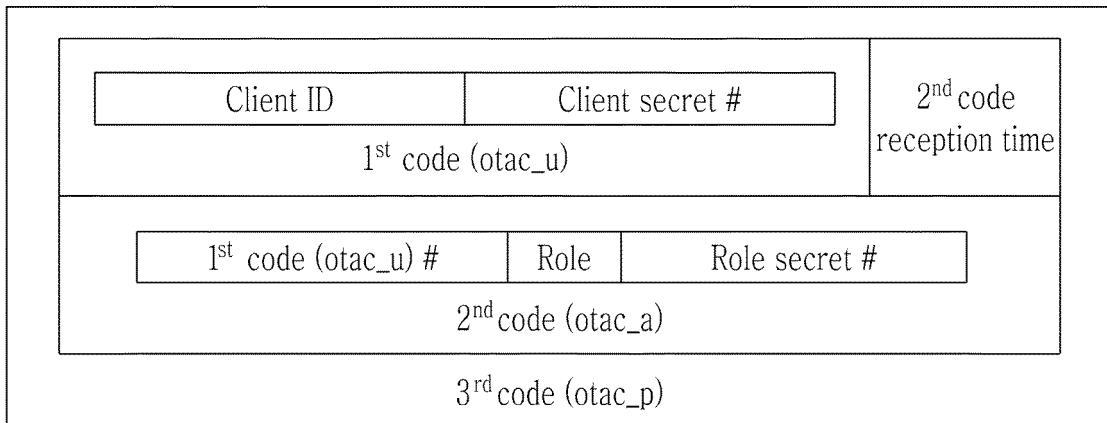 Client ID
Client secret #
2nd code
reception time
1st code (otac_u)
1st code (otac_u) #
Role
Role secret #
2nd code (otac_a)
3rd code (otac_p)